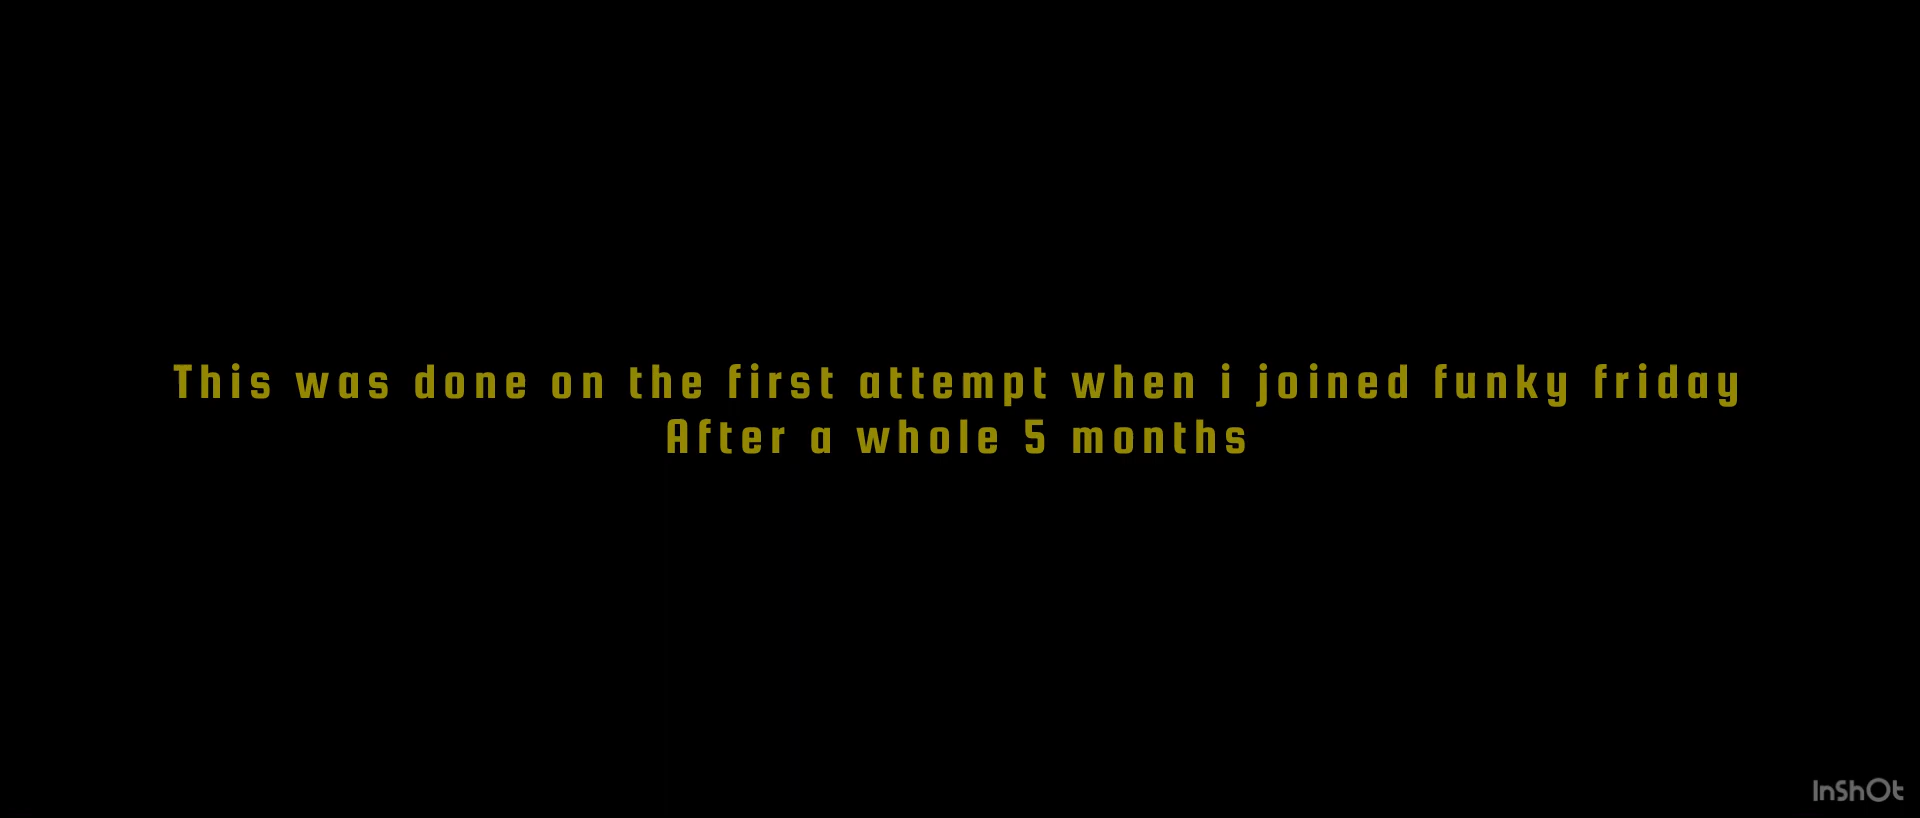 This was done on the first attempt when i joined funky friday
After a whole 5 months
InShOt